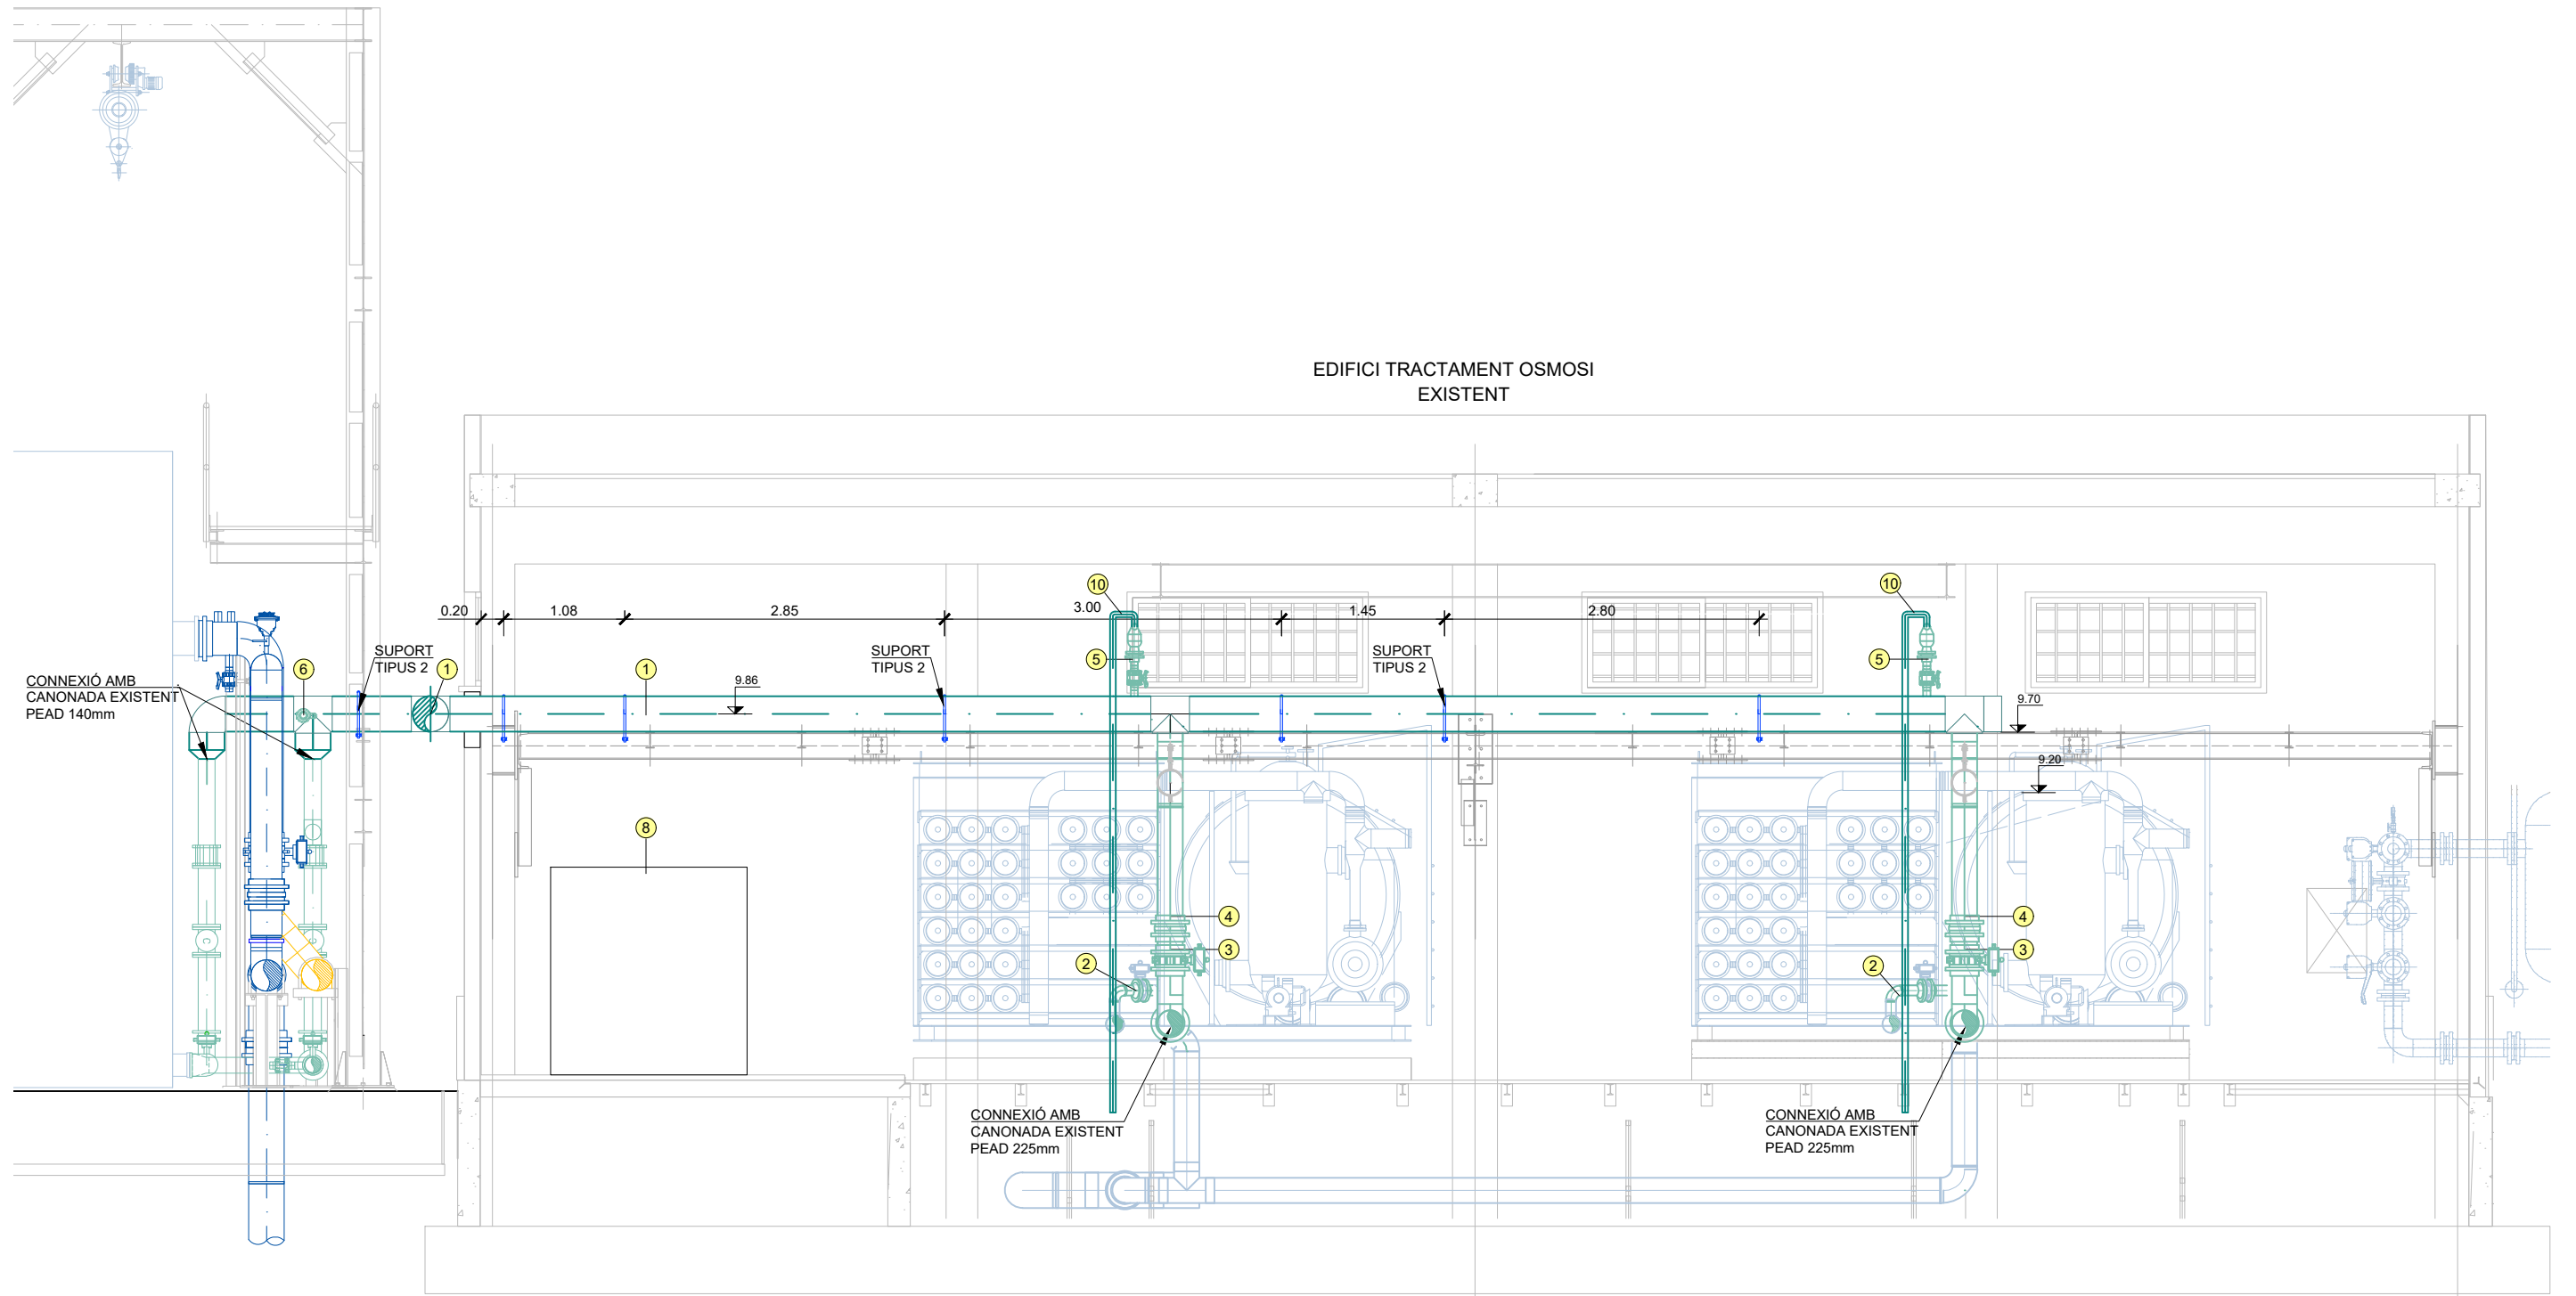 EDIFICI TRACTAMENT OSMOSI
EXISTENT
10
10
0.20
1.08
2.85
3.00
1.45
2.80
SUPORT
TIPUS 2
SUPORT
TIPUS 2
SUPORT
TIPUS 2
6
1
1
5
5
CONNEXIÓ AMB
CANONADA EXISTENT
PEAD 140mm
9.86
9.70
9.20
8
4
4
3
3
2
2
CONNEXIÓ AMB
CANONADA EXISTENT
PEAD 225mm
CONNEXIÓ AMB
CANONADA EXISTENT
PEAD 225mm